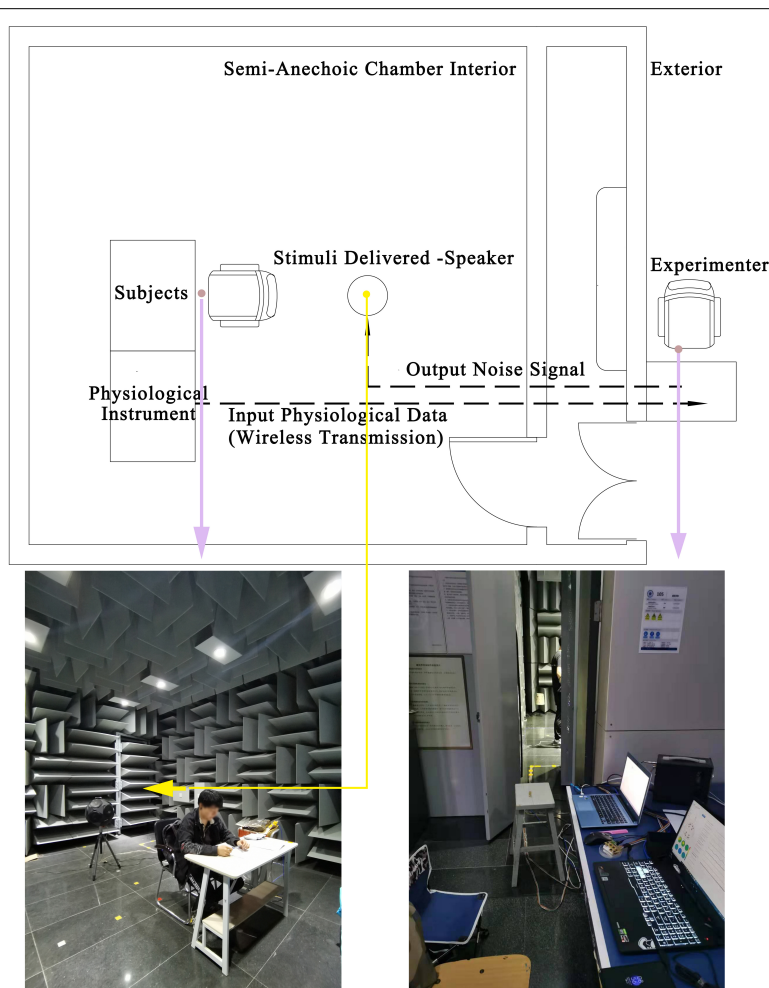 Semi-Anechoic Chamber Interior
Exterior
Stimuli Delivered -Speaker
Experimenter
Subjects
Output Noise Signal
Physiological
Instrument
Input Physiological Data
(Wireless Transmission)